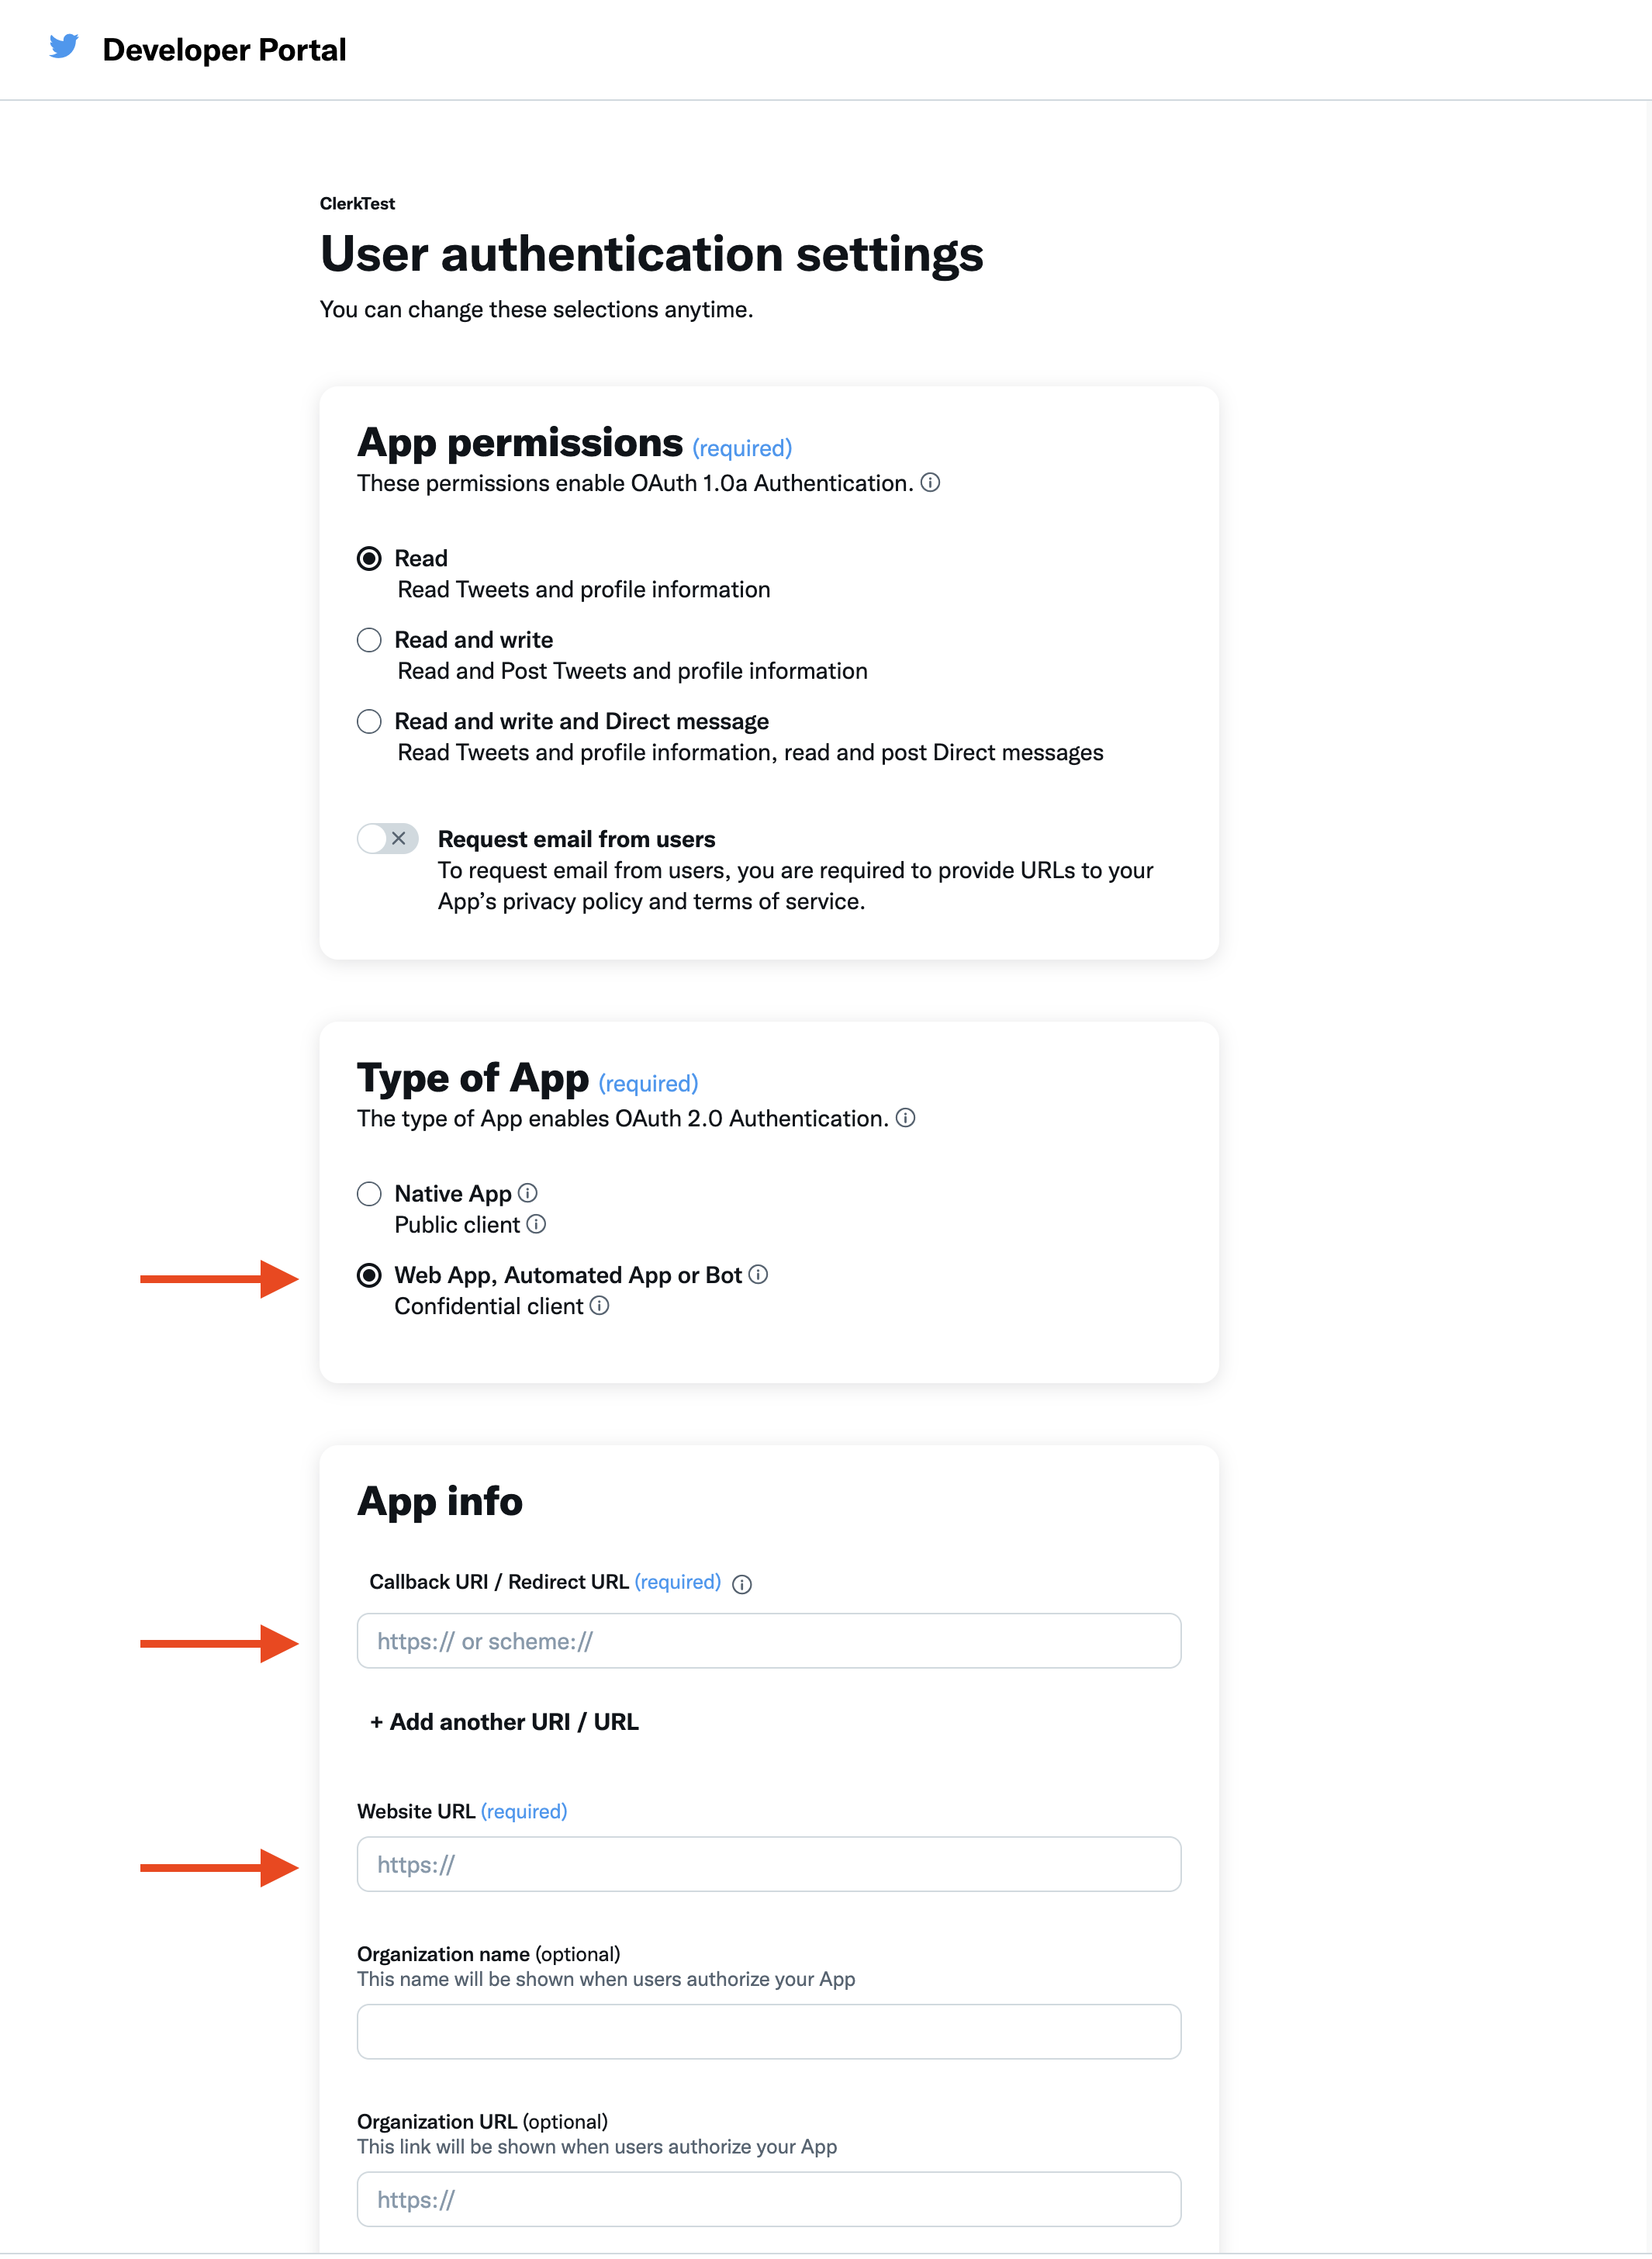 Developer Portal
ClerkTest
User authentication settings
You can change these selections anytime.
App permissions (required)
These permissions enable OAuth 1.0a Authentication.
Read
Read Tweets and profile information
Read and write
Read and Post Tweets and profile information
Read and write and Direct message
Read Tweets and profile information, read and post Direct messages
Request email from users
To request email from users, you are required to provide URLs to your
App’s privacy policy and terms of service.
Type of App (required)
The type of App enables OAuth 2.0 Authentication.
Native App
Public client
Web App, Automated App or Bot
Confidential client
App info
Callback URI / Redirect URL (required)
https:// or scheme://
+ Add another URI / URL
Website URL (required)
https://
Organization name (optional)
This name will be shown when users authorize your App
Organization URL (optional)
This link will be shown when users authorize your App
https://